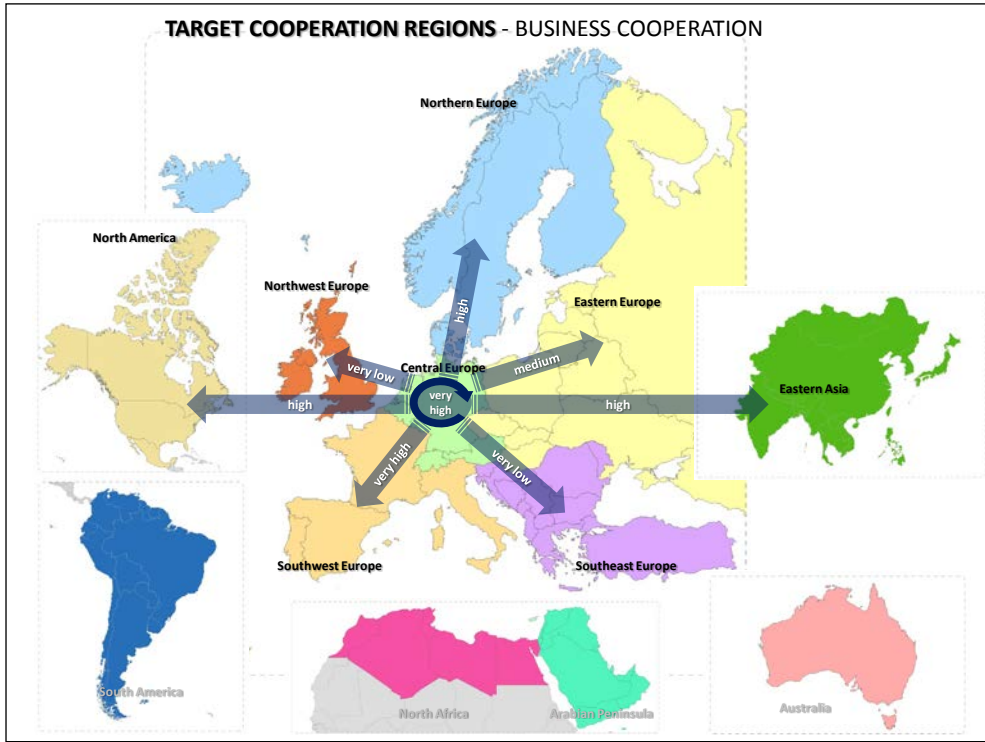 TARGET COOPERATION REGIONS - BUSINESS COOPERATION
Northern Europe
North America
Northwest Europe
Eastern Europe
high
very low
Central Europe
medium
Eastern Asia
high
very
high
high
very high
very low
Southwest Europe
Southeast Europe
South America
North Africa
Arabian Peninsula
Australia